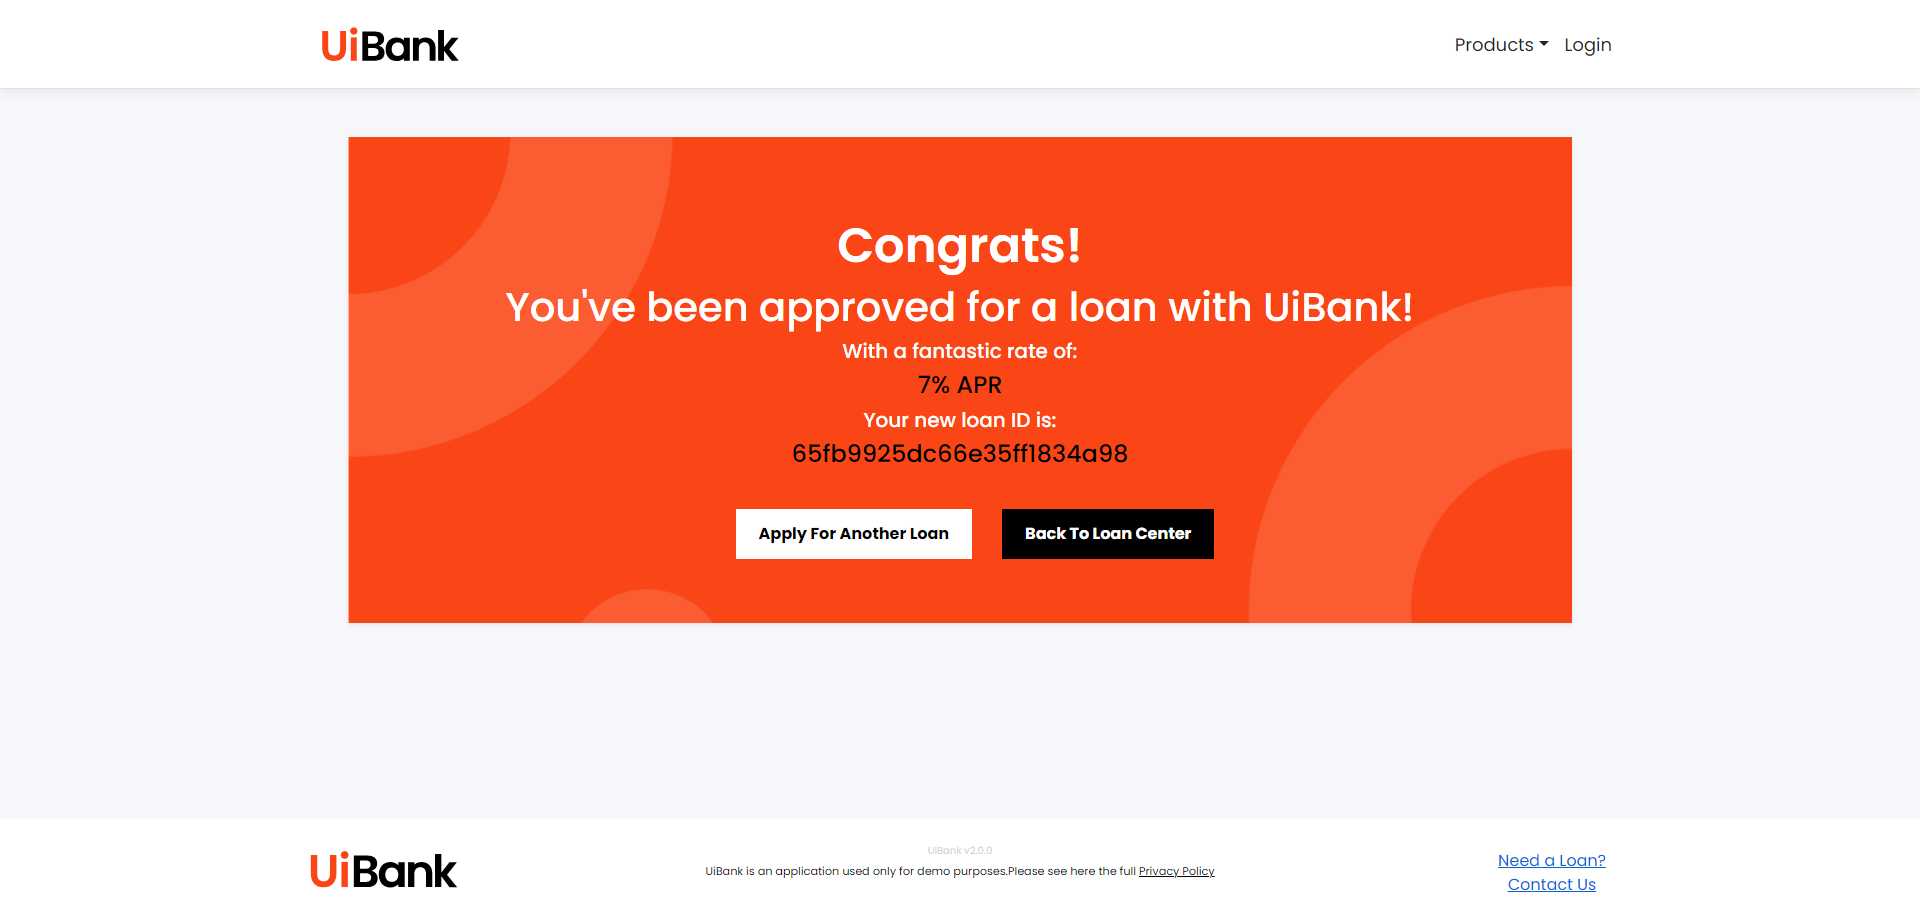 UiBank
Products Login
Congrats!
You've been approved for a loan with UiBank!
With a fantastic rate of:
7% APR
Your new loan ID is:
65fb9925dc66e35ff1834a98
Apply For Another Loan
Back To Loan Center
UiBank
UiBank v2.0.0
UiBank is an application used only for demo purposes.Please see here the full Privacy Policy
Need a Loan?
Contact Us